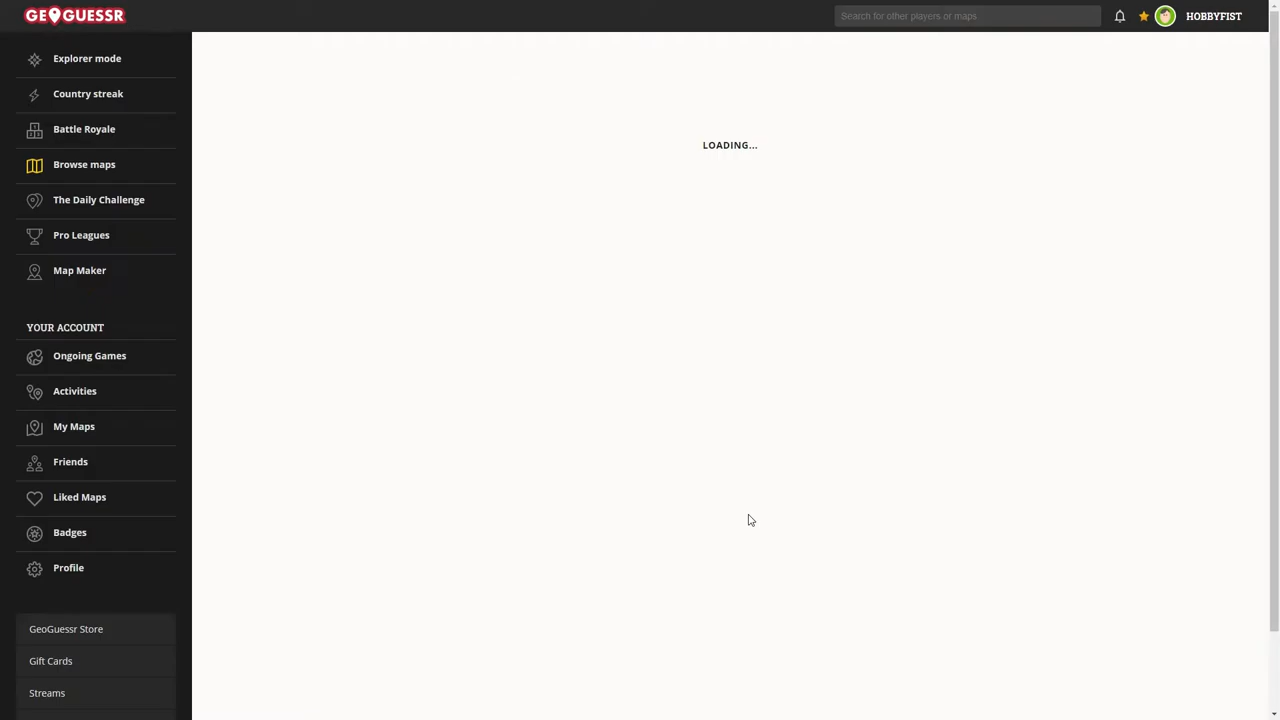 GEOGUESSR
Search for other players or maps
HOBBYFIST
Explorer mode
Country streak
Battle Royale
Browse maps
The Daily Challenge
Pro Leagues
Map Maker
LOADING...
YOUR ACCOUNT
Ongoing Games
Activities
My Maps
Friends
Liked Maps
Badges
Profile
GeoGuessr Store
Gift Cards
Streams